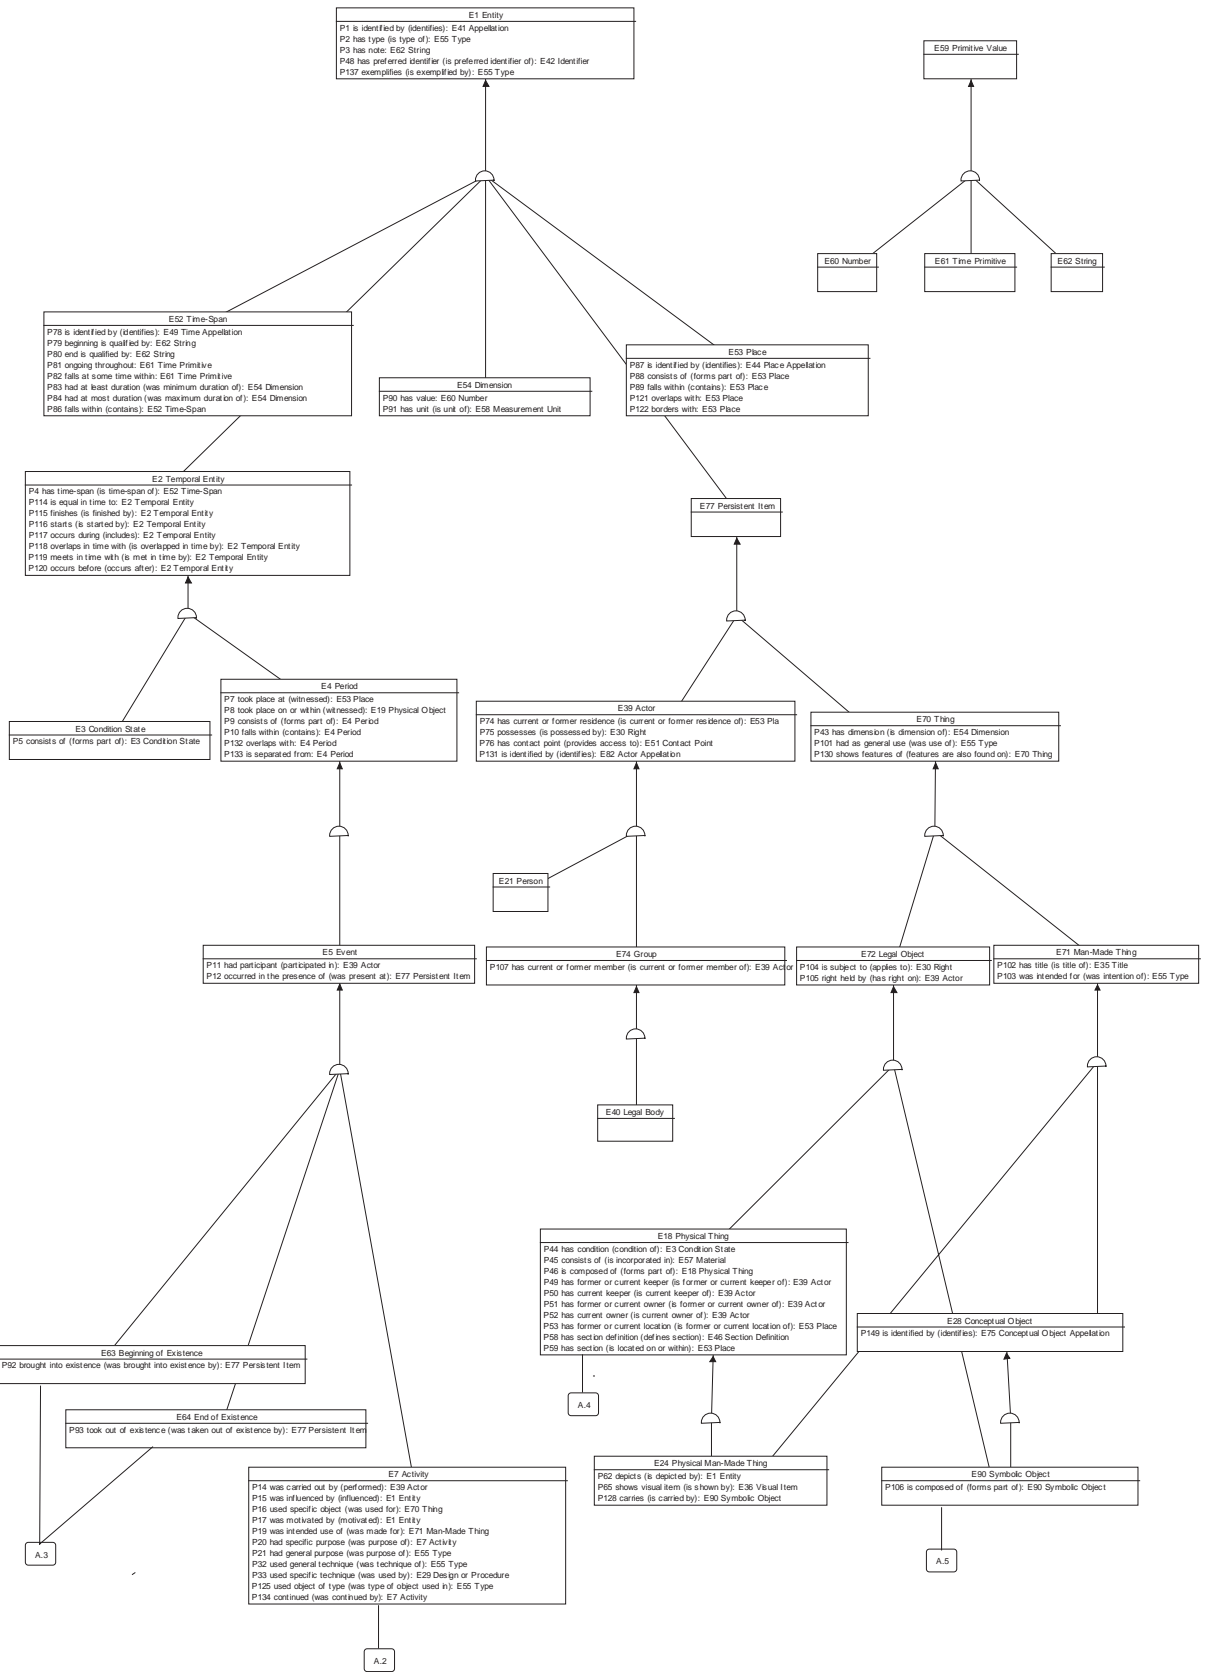 E1 Entity
P1 is identified by (identifies): E41 Appellation
P2 has type (is type of): E55 Type
P3 has note: E62 String
P48 has preferred identifier (is preferred identifier of): E42 Identifier
P137 exemplifies (is exemplified by): E55 Type
E59 Primitive Value
E60 Number
E61 Time Primitive
E62 String
E52 Time-Span
P78 is identified by (identifies): E49 Time Appellation
P79 beginning is qualified by: E62 String
P80 end is qualified by: E62 String
P81 ongoing throughout: E61 Time Primitive
P82 falls at some time within: E61 Time Primitive
P83 had at least duration (was minimum duration of): E54 Dimension
P84 had at most duration (was maximum duration of): E54 Dimension
P86 falls within (contains): E52 Time-Span
E54 Dimension
P90 has value: E60 Number
P91 has unit (is unit of): E58 Measurement Unit
E53 Place
P87 is identified by (identifies): E44 Place Appellation
P88 consists of (forms part of): E53 Place
P89 falls within (contains): E53 Place
P121 overlaps with: E53 Place
P122 borders with: E53 Place
E2 Temporal Entity
P4 has time-span (is time-span of): E52 Time-Span
P114 is equal in time to: E2 Temporal Entity
P115 finishes (is finished by): E2 Temporal Entity
P116 starts (is started by): E2 Temporal Entity
P117 occurs during (includes): E2 Temporal Entity
P118 overlaps in time with (is overlapped in time by): E2 Temporal Entity
P119 meets in time with (is met in time by): E2 Temporal Entity
P120 occurs before (occurs after): E2 Temporal Entity
E77 Persistent Item
E3 Condition State
P5 consists of (forms part of): E3 Condition State
E4 Period
P7 took place at (witnessed): E53 Place
P8 took place on or within (witnessed): E19 Physical Object
P9 consists of (forms part of): E4 Period
P10 falls within (contains): E4 Period
P132 overlaps with: E4 Period
P133 is separated from: E4 Period
E39 Actor
P74 has current or former residence (is current or former residence of): E53 Pla
P75 possesses (is possessed by): E30 Right
P76 has contact point (provides access to): E51 Contact Point
P131 is identified by (identifies): E82 Actor Appellation
E70 Thing
P43 has dimension (is dimension of): E54 Dimension
P101 had as general use (was use of): E55 Type
P130 shows features of (features are also found on): E70 Thing
E21 Person
E5 Event
P11 had participant (participated in): E39 Actor
P12 occurred in the presence of (was present at): E77 Persistent Item
E74 Group
P107 has current or former member (is current or former member of): E39 Actor
E72 Legal Object
P104 is subject to (applies to): E30 Right
P105 right held by (has right on): E39 Actor
E71 Man-Made Thing
P102 has title (is title of): E35 Title
P103 was intended for (was intention of): E55 Type
E40 Legal Body
E18 Physical Thing
P44 has condition (condition of): E3 Condition State
P45 consists of (is incorporated in): E57 Material
P46 is composed of (forms part of): E18 Physical Thing
P49 has former or current keeper (is former or current keeper of): E39 Actor
P50 has current keeper (is current keeper of): E39 Actor
P51 has former or current owner (is former or current owner of): E39 Actor
P52 has current owner (is current owner of): E39 Actor
P53 has former or current location (is former or current location of): E53 Place
P58 has section definition (defines section): E46 Section Definition
P59 has section (is located on or within): E53 Place
E28 Conceptual Object
P149 is identified by (identifies): E75 Conceptual Object Appellation
E63 Beginning of Existence
P92 brought into existence (was brought into existence by): E77 Persistent Item
A.4
E64 End of Existence
P93 took out of existence (was taken out of existence by): E77 Persistent Item
E7 Activity
P14 was carried out by (performed): E39 Actor
P15 was influenced by (influenced): E1 Entity
P16 used specific object (was used for): E70 Thing
P17 was motivated by (motivated): E1 Entity
P19 was intended use of (was made for): E71 Man-Made Thing
P20 had specific purpose (was purpose of): E7 Activity
P21 had general purpose (was purpose of): E55 Type
P32 used general technique (was technique of): E55 Type
P33 used specific technique (was used by): E29 Design or Procedure
P125 used object of type (was type of object used in): E55 Type
P134 continued (was continued by): E7 Activity
E24 Physical Man-Made Thing
P62 depicts (is depicted by): E1 Entity
P65 shows visual item (is shown by): E36 Visual Item
P128 carries (is carried by): E90 Symbolic Object
E90 Symbolic Object
P106 is composed of (forms part of): E90 Symbolic Object
A.3
A.5
A.2